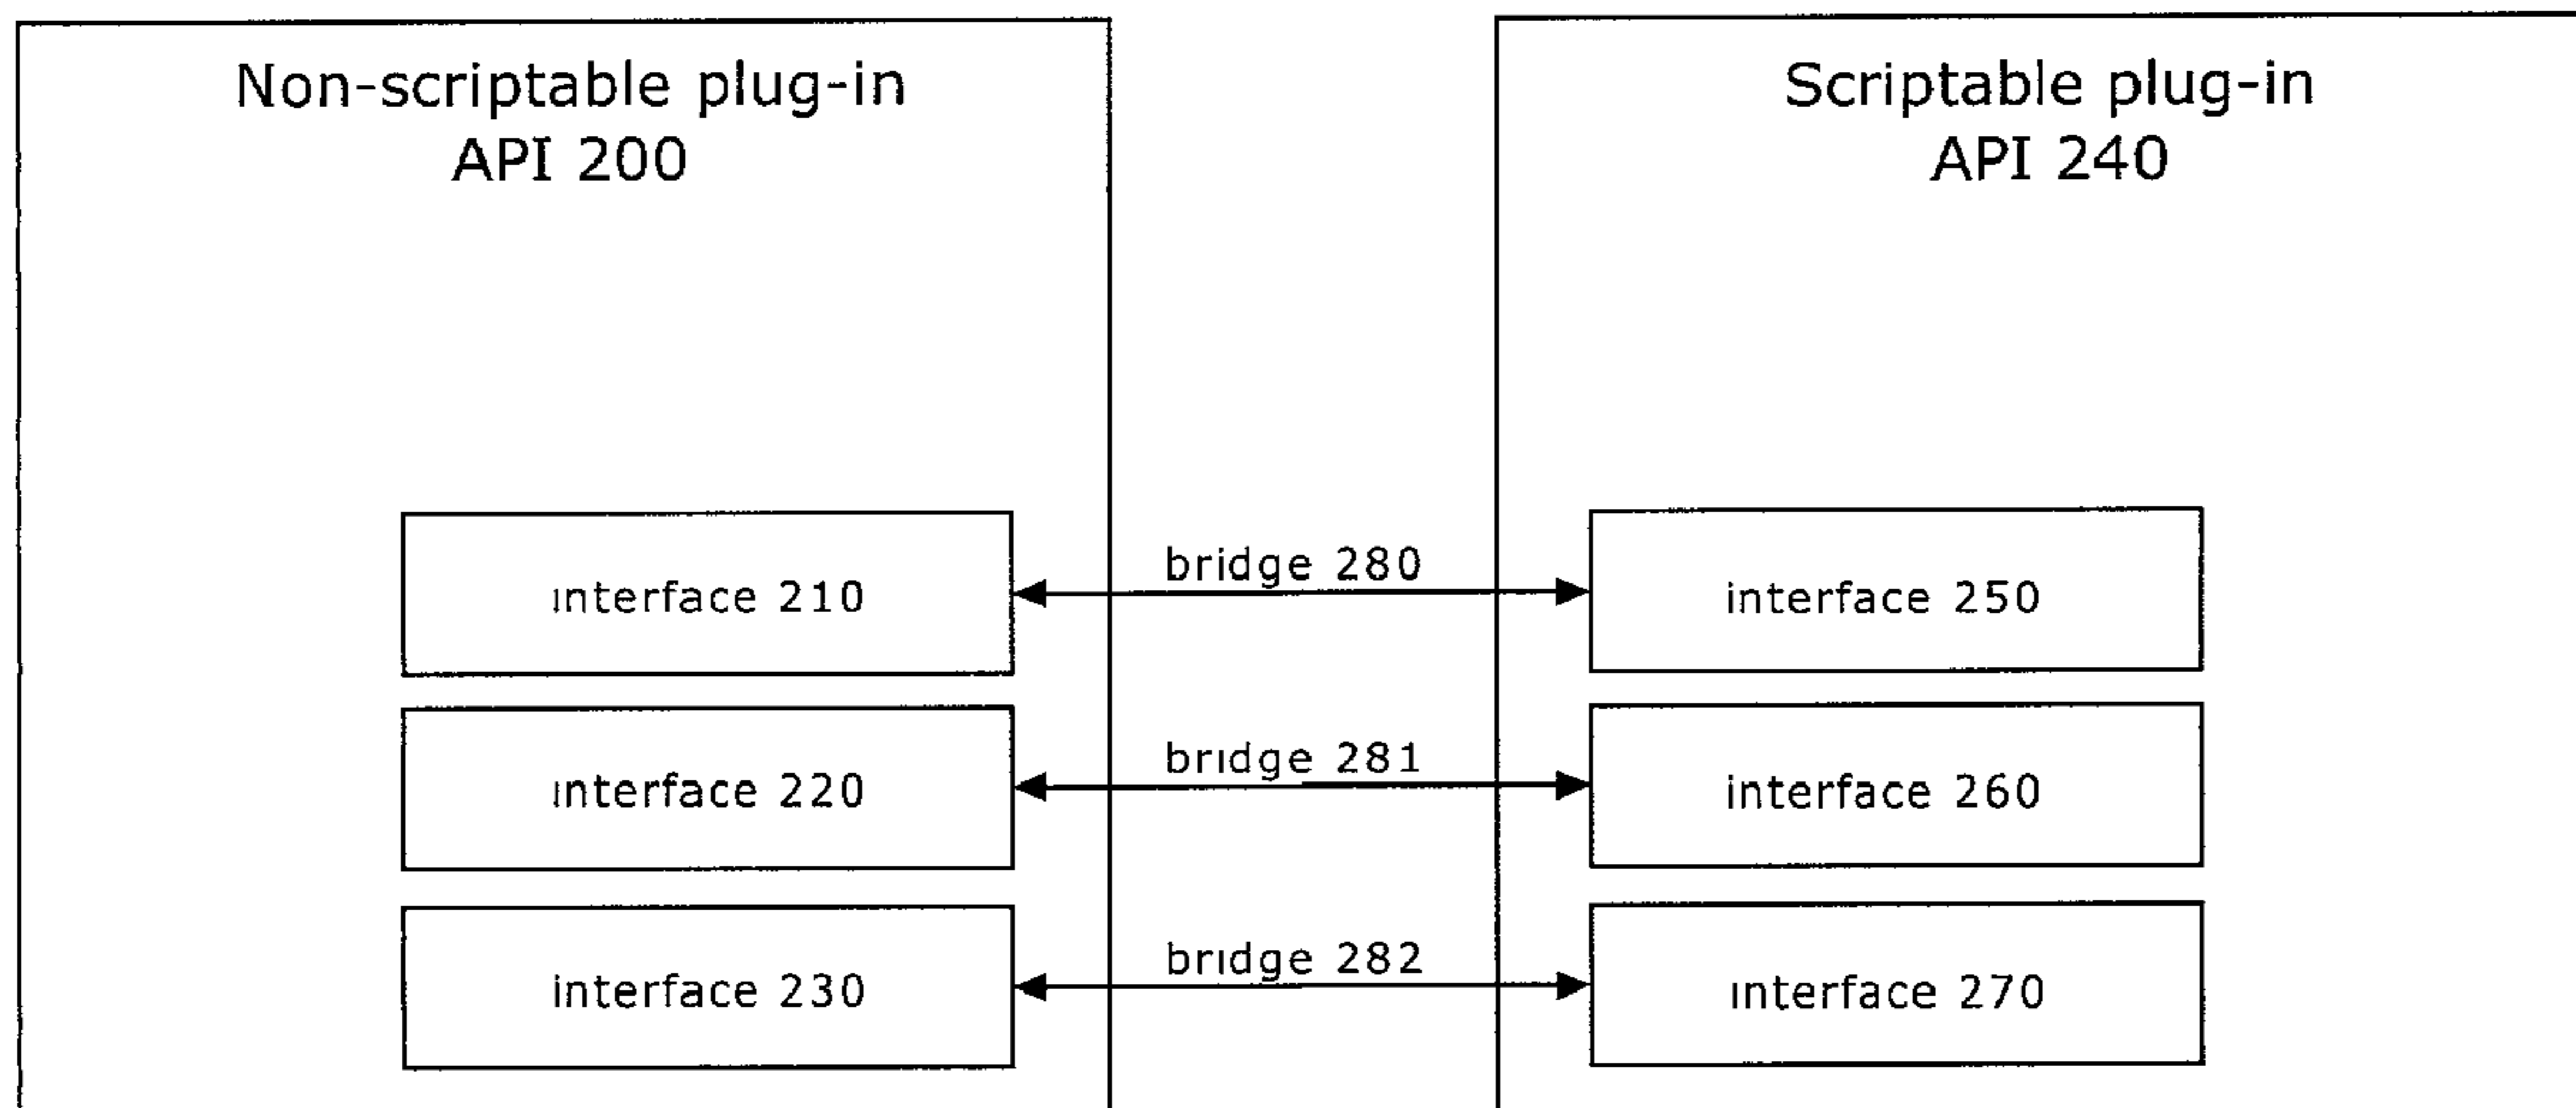 Non-scriptable plug-in
API 200
Scriptable plug-in
API 240
interface 210
bridge 280
interface 250
interface 220
bridge 281
interface 260
interface 230
bridge 282
interface 270